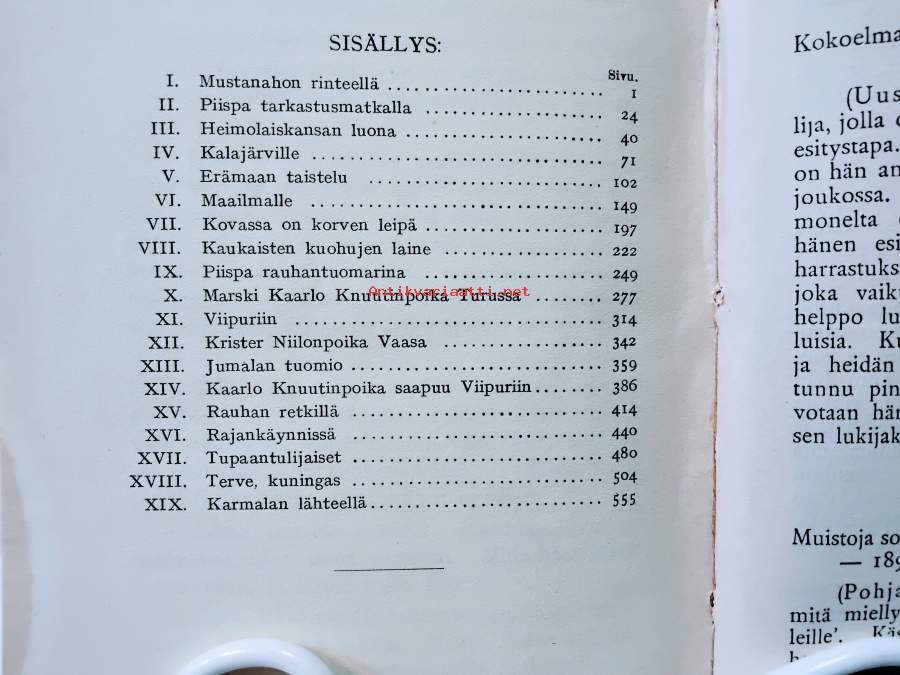 SISÄLLYS:
Sivu.
I. Mustanahon rinteellä ........................ 1
II. Piispa tarkastusmatkalla .................... 24
III. Heimolaiskansan luona ...................... 40
IV. Kalajärville ................................ 71
V. Erämaan taistelu .......................... 102
VI. Maailmalle ................................ 149
VII. Kovassa on korven leipä .................... 197
VIII. Kaukaisten kuohujen laine .................. 222
IX. Piispa rauhantuomarina .................... 249
X. Marski Kaarlo Knuutinpoika Turussa ........ 277
XI. Viipuriin .................................. 314
XII. Krister Niilonpoika Vaasa .................. 342
XIII. Jumalan tuomio ............................ 359
XIV. Kaarlo Knuutinpoika saapuu Viipuriin ........ 386
XV. Rauhan retkillä ............................ 414
XVI. Rajankäynnissä ............................ 440
XVII. Tupaantulijaiset ............................ 480
XVIII. Terve, kuningas ............................ 504
XIX. Karmalan lähteellä .......................... 555
Antikvariaatti.net
Kokoelma
(Uus
lija, jolla
esitystapa.
on hän an
joukossa.
monelta
hänen esi
harrastuks
joka vaiku
helppo lu
luisia. Ku
ja heidän
tunnu pin
votaan hän
sen lukijak
Muistoja so
— 189
(Pohja
mitä mielly
leille'. Käs